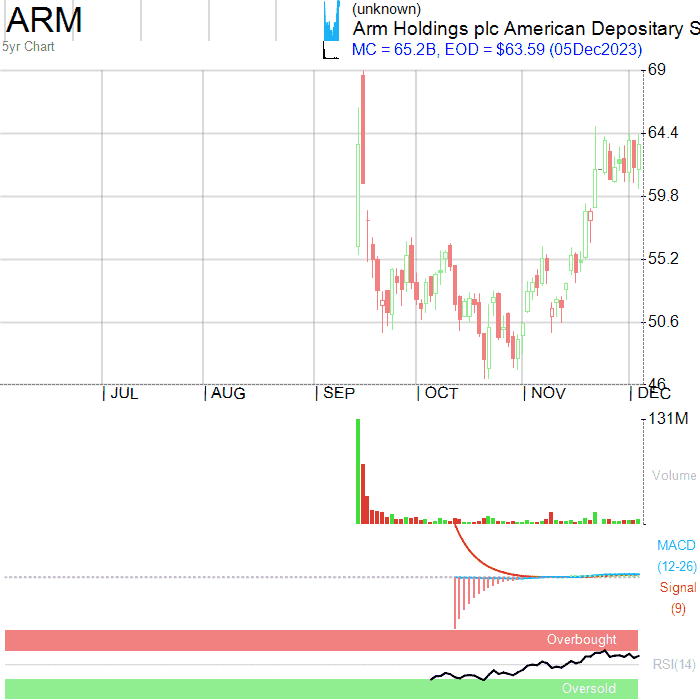 ARM
(unknown)
Arm Holdings plc American Depositary S
5yr Chart
MC = 65.2B, EOD = $63.59 (05Dec2023)
69
64.4
59.8
55.2
50.6
46
JUL
AUG
SEP
OCT
NOV
DEC
131M
Volume
MACD
(12-26)
Signal
(9)
Overbought
RSI(14)
Oversold